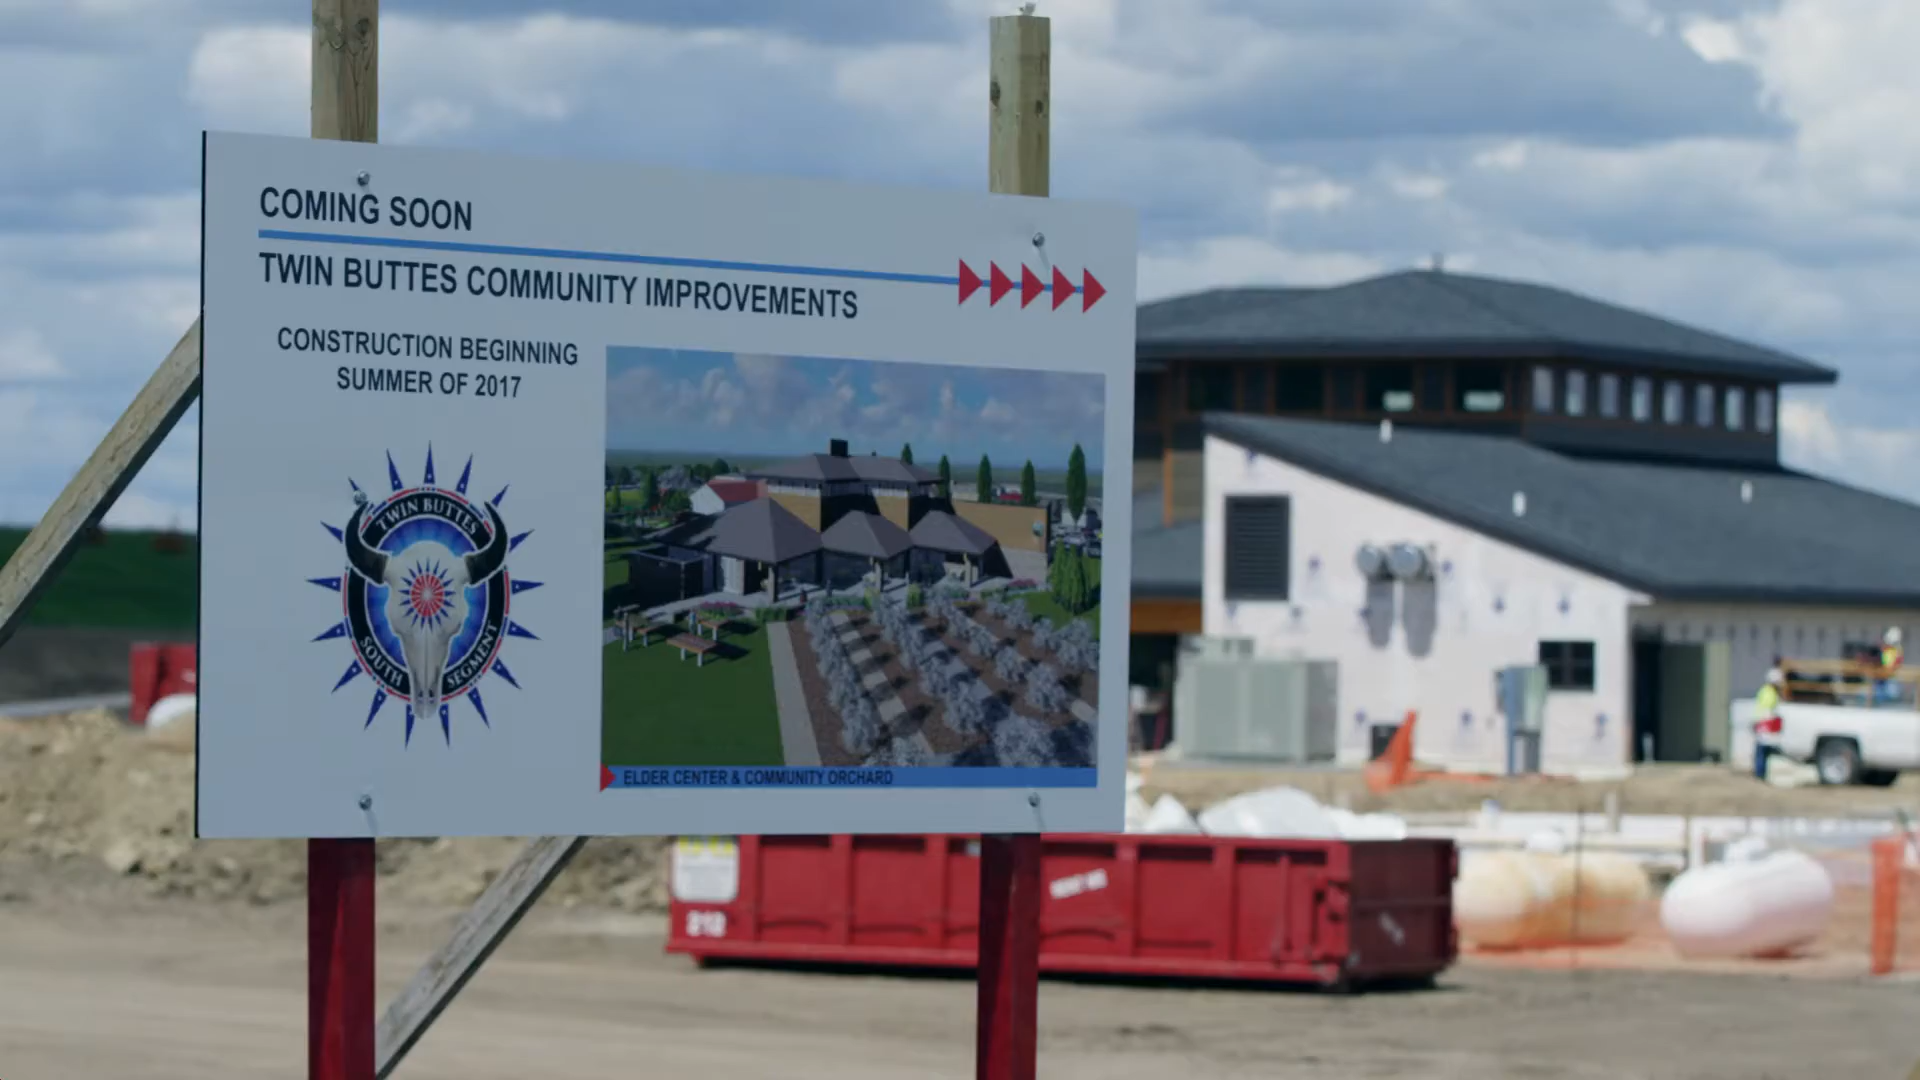 COMING SOON
TWIN BUTTES COMMUNITY IMPROVEMENTS
CONSTRUCTION BEGINNING
SUMMER OF 2017
TWIN BUTTES
SOUTH SEGMENT
ELDER CENTER & COMMUNITY ORCHARD